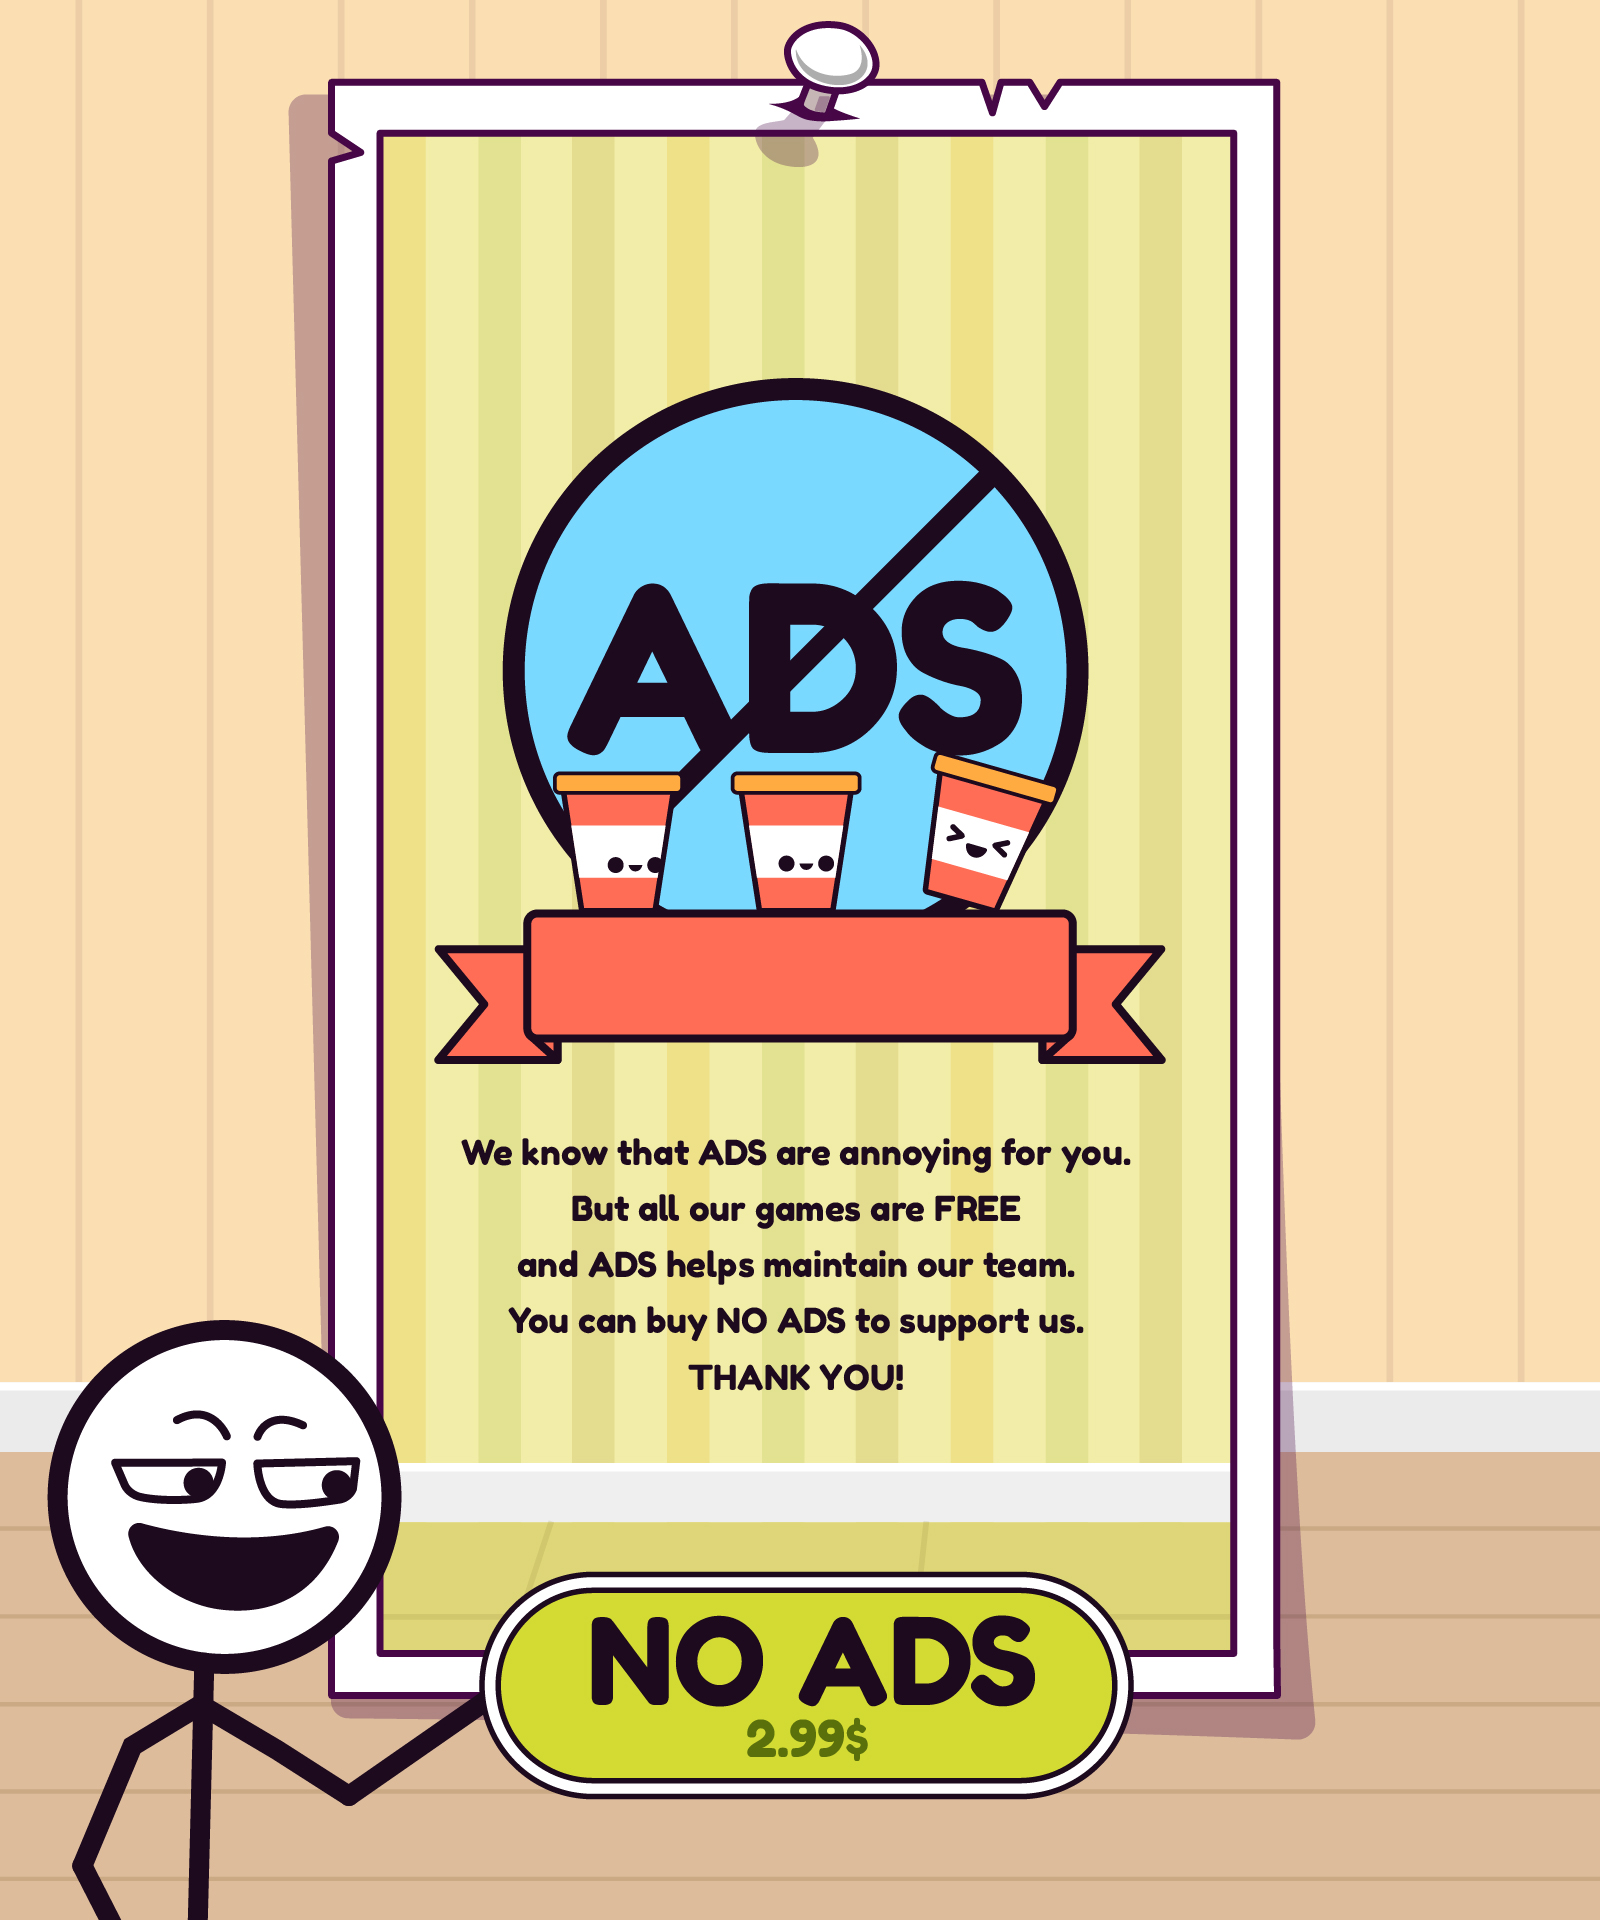 ADS
We know that ADS are annoying for you.
But all our games are FREE
and ADS helps maintain our team.
You can buy NO ADS to support us.
THANK YOU!
NO ADS
2.99$